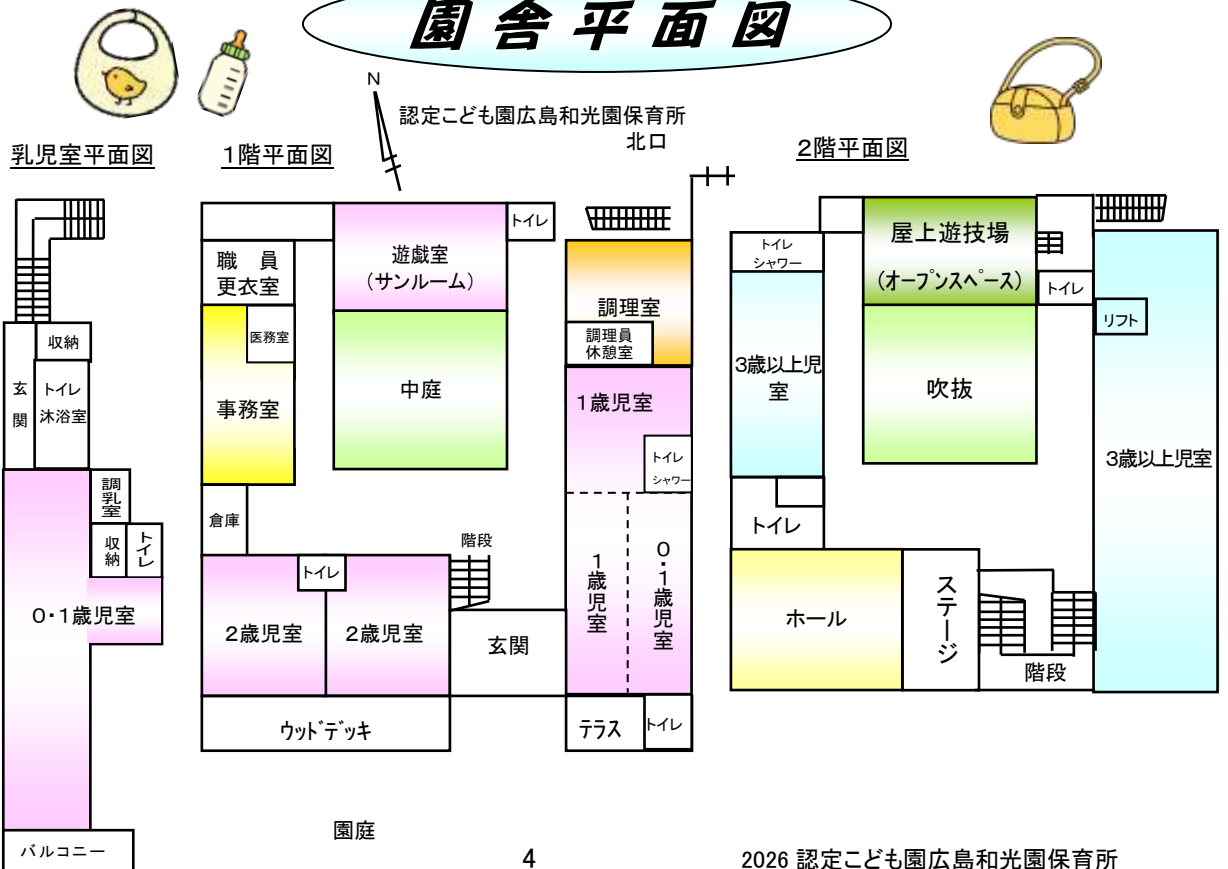 園舎平面図
N
認定こども園広島和光園保育所
北口
乳児室平面図
1階平面図
2階平面図
収納
玄関
トイレ
沐浴室
調乳室
収納
トイレ
0・1歳児室
バルコニー
職 員
更衣室
遊戯室
(サンルーム)
トイレ
医務室
事務室
中庭
調理室
調理員
休憩室
1歳児室
トイレ
シャワー
倉庫
階段
トイレ
2歳児室
2歳児室
玄関
1歳児室
0・1歳児室
ウッドデッキ
テラス
トイレ
園庭
トイレ
シャワー
屋上遊技場
(オープンスペース)
トイレ
リフト
3歳以上児
室
吹抜
3歳以上児室
トイレ
ホール
ステージ
階段
4
2026 認定こども園広島和光園保育所